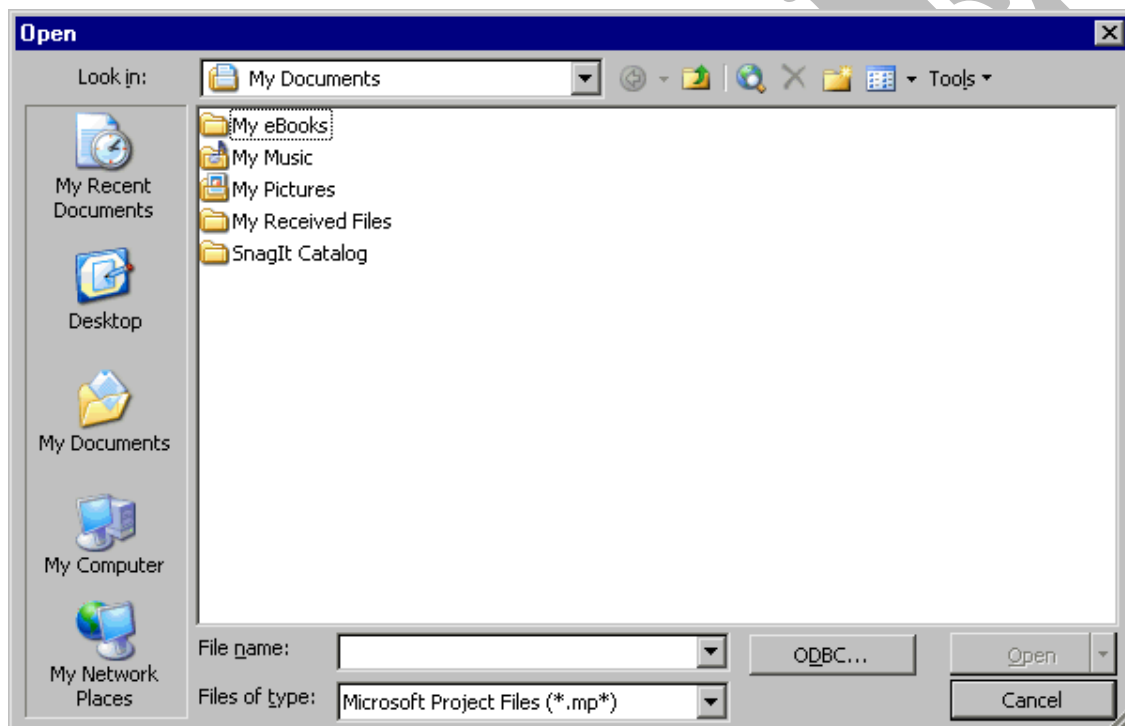 Open
Look in:
My Documents
Tools
My Recent
Documents
Desktop
My Documents
My Computer
My Network
Places
My eBooks
My Music
My Pictures
My Received Files
SnagIt Catalog
File name:
ODBC...
Open
Files of type:
Microsoft Project Files (*.mp*)
Cancel